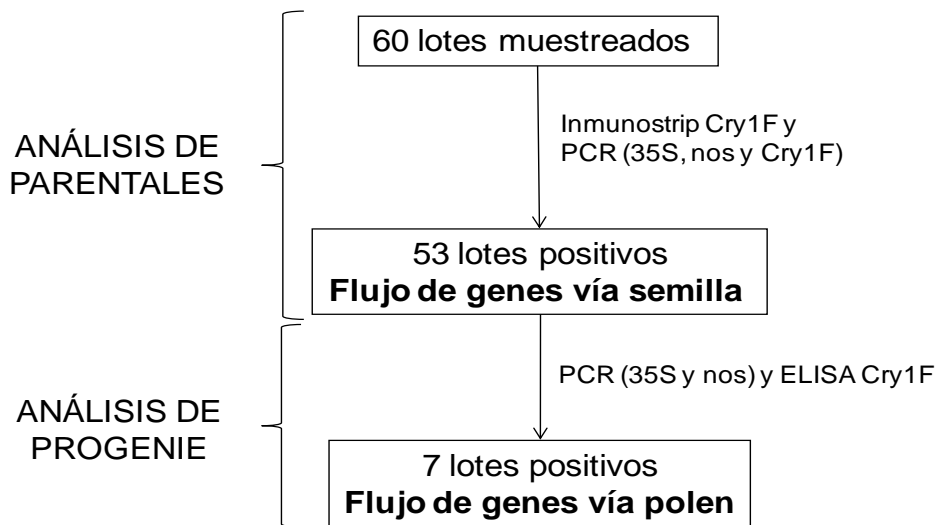 60 lotes muestreados
Inmunostrip Cry1F y
PCR (35S, nos y Cry1F)
ANÁLISIS DE
PARENTALES
53 lotes positivos
Flujo de genes vía semilla
PCR (35S y nos) y ELISA Cry1F
ANÁLISIS DE
PROGENIE
7 lotes positivos
Flujo de genes vía polen